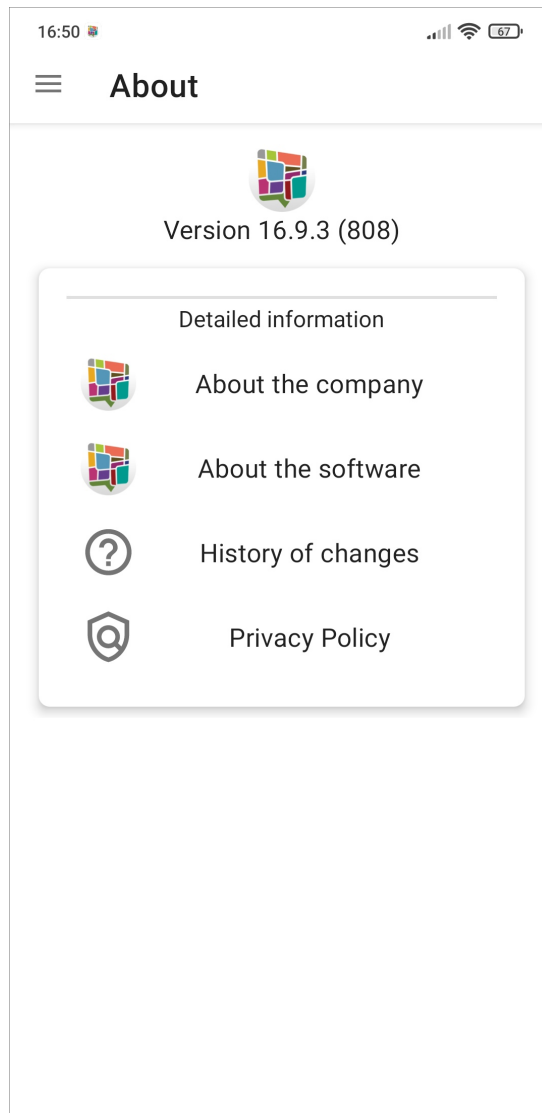 16:50
67
About
Version 16.9.3 (808)
Detailed information
About the company
About the software
History of changes
Privacy Policy